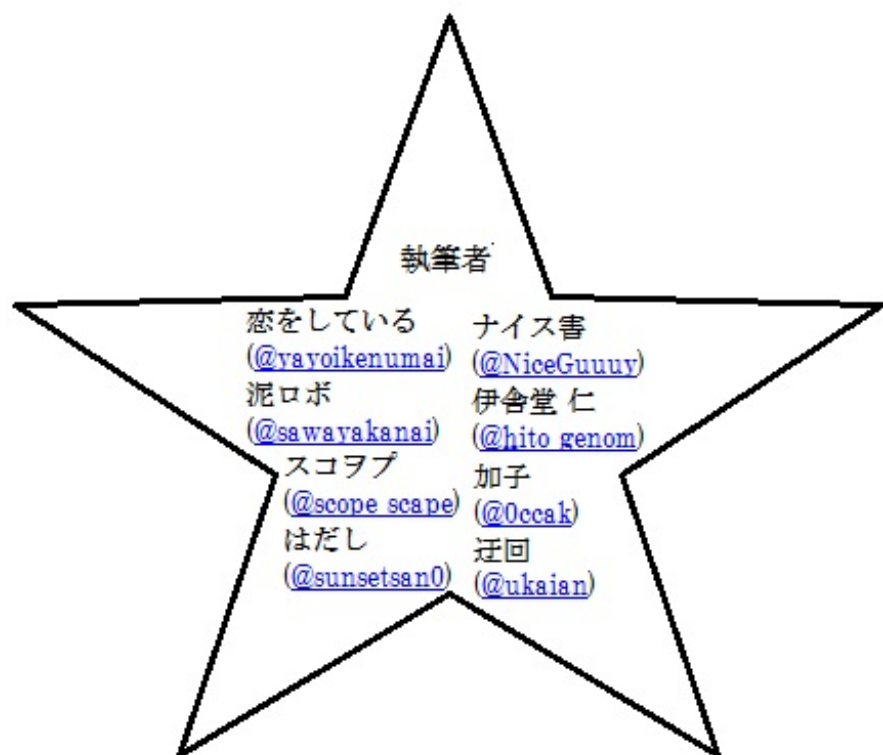 執筆者
恋をしている
(@yayoikenumai)
泥ロボ
(@sawayakanai)
スコヲプ
(@scope_scape)
はだし
(@sunsetsan0)
ナイス害
(@NiceGuuuy)
伊舎堂 仁
(@hito_genom)
加子
(@0ccak)
迂回
(@ukaian)